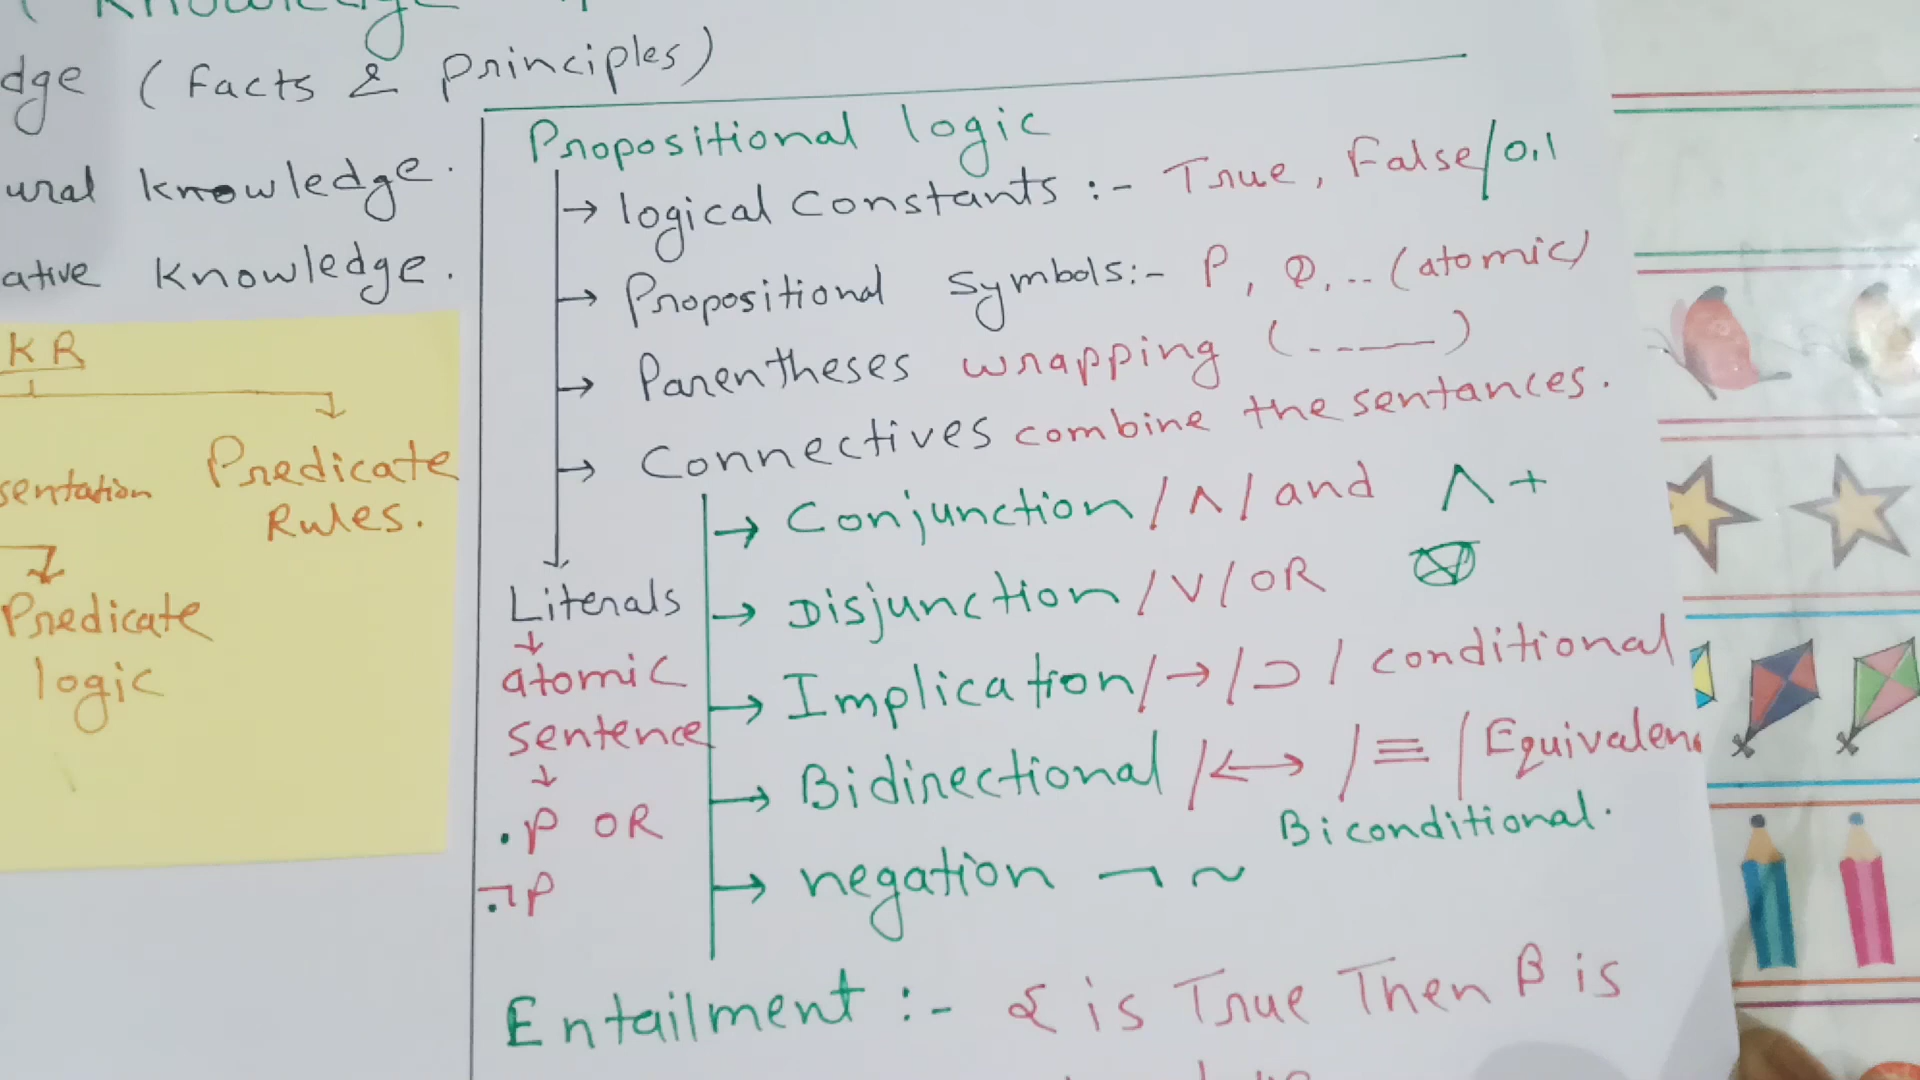 Knowledge
dge (Facts & Principles)
ural knowledge.
ative knowledge.
KR
sentation Predicate
Rules.
Predicate
logic
Propositional logic
→ logical constants :- True, False/0,1
→ Propositional symbols:- P, Q, .. (atomic)
→ Parentheses wrapping (.----)
→ Connectives combine the sentances.
→ Conjunction / ∧ / and ∧ +
→ Disjunction / ∨ / OR
→ Implication / → / ⊃ / conditional
→ Bidirectional / ↔ / ≡ / Equivalen
Biconditional.
→ negation ¬ ~
Literals
↓
atomic
sentence
↓
. P OR
. ¬P
Entailment :- α is True Then β is